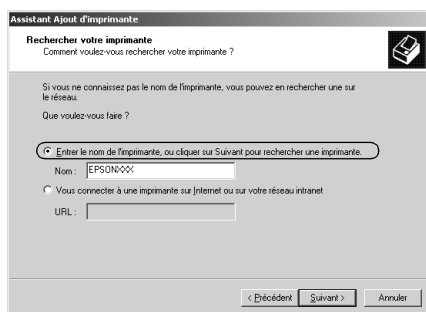 Assistant Ajout d'imprimante
Rechercher votre imprimante
Comment voulez-vous rechercher votre imprimante ?
Si vous ne connaissez pas le nom de l'imprimante, vous pouvez en rechercher une sur
le réseau.
Que voulez-vous faire ?
Entrer le nom de l'imprimante, ou cliquer sur Suivant pour rechercher une imprimante.
Nom : EPSONXXX
Vous connecter à une imprimante sur Internet ou sur votre réseau intranet
URL :
< Précédent Suivant > Annuler